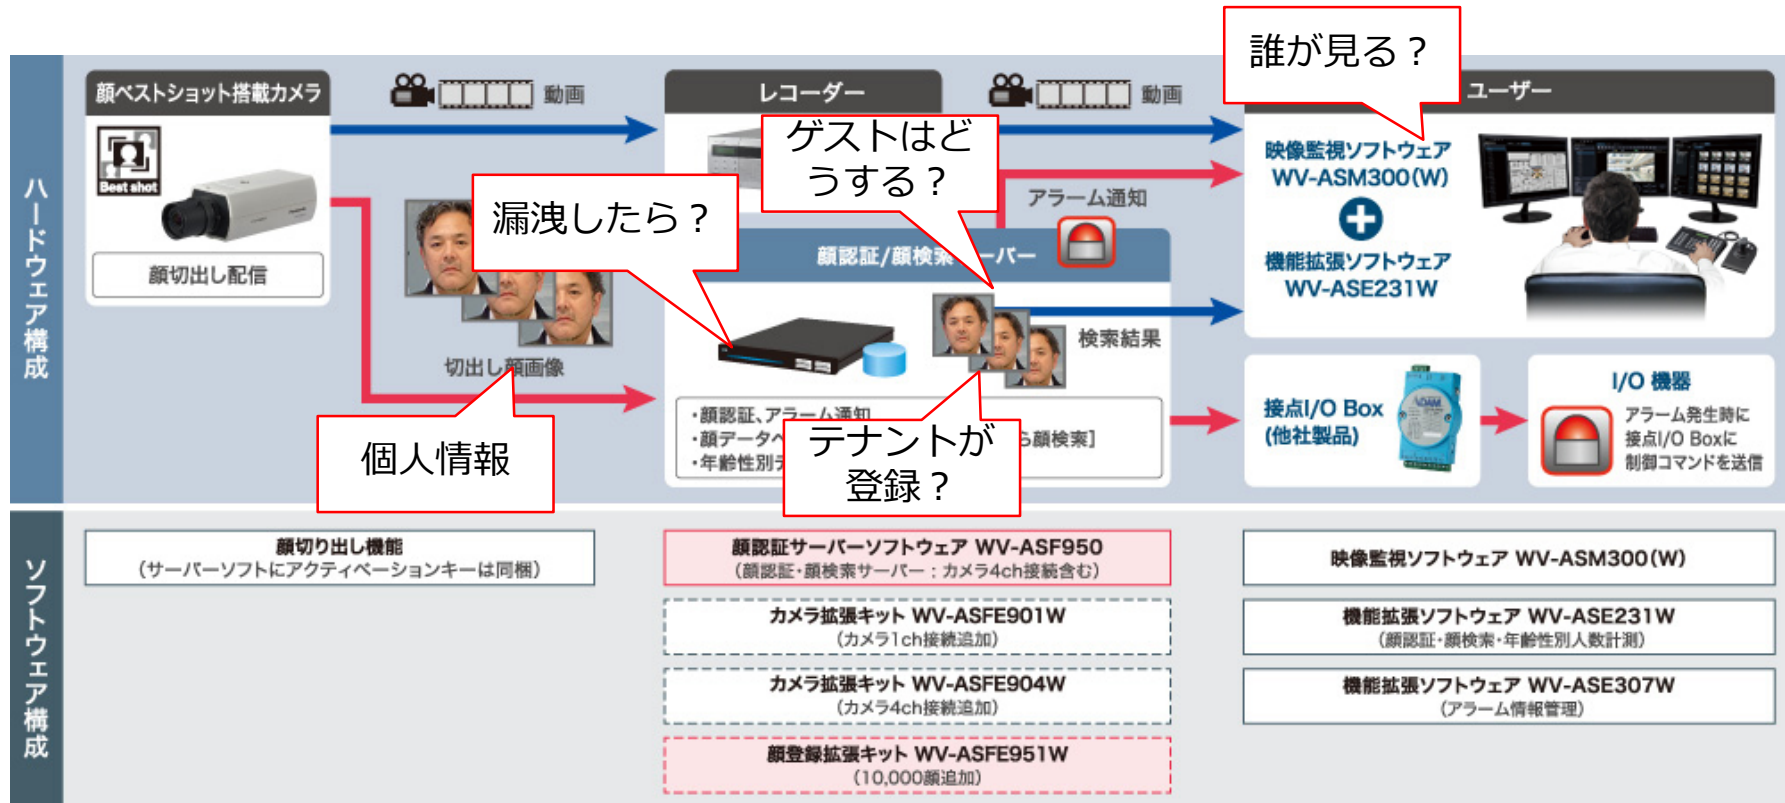 誰が見る？
ハードウェア構成
顔ベストショット搭載カメラ
動画
レコーダー
動画
ユーザー
Best shot
ゲストはど
うする？
映像監視ソフトウェア
WV-ASM300(W)
機能拡張ソフトウェア
WV-ASE231W
アラーム通知
漏洩したら？
顔切出し配信
顔認証/顔検索
ーバー
検索結果
切出し顔画像
個人情報
・顔認証、アラーム通知
・顔データベ
・年齢性別デ
ら顔検索]
テナントが
登録？
接点I/O Box
(他社製品)
ADAM
I/O 機器
アラーム発生時に
接点I/O Boxに
制御コマンドを送信
ソフトウェア構成
顔切り出し機能
(サーバーソフトにアクティベーションキーは同梱)
顔認証サーバーソフトウェア WV-ASF950
(顔認証・顔検索サーバー：カメラ4ch接続含む)
カメラ拡張キット WV-ASFE901W
(カメラ1ch接続追加)
カメラ拡張キット WV-ASFE904W
(カメラ4ch接続追加)
顔登録拡張キット WV-ASFE951W
(10,000顔追加)
映像監視ソフトウェア WV-ASM300(W)
機能拡張ソフトウェア WV-ASE231W
(顔認証・顔検索・年齢性別人数計測)
機能拡張ソフトウェア WV-ASE307W
(アラーム情報管理)